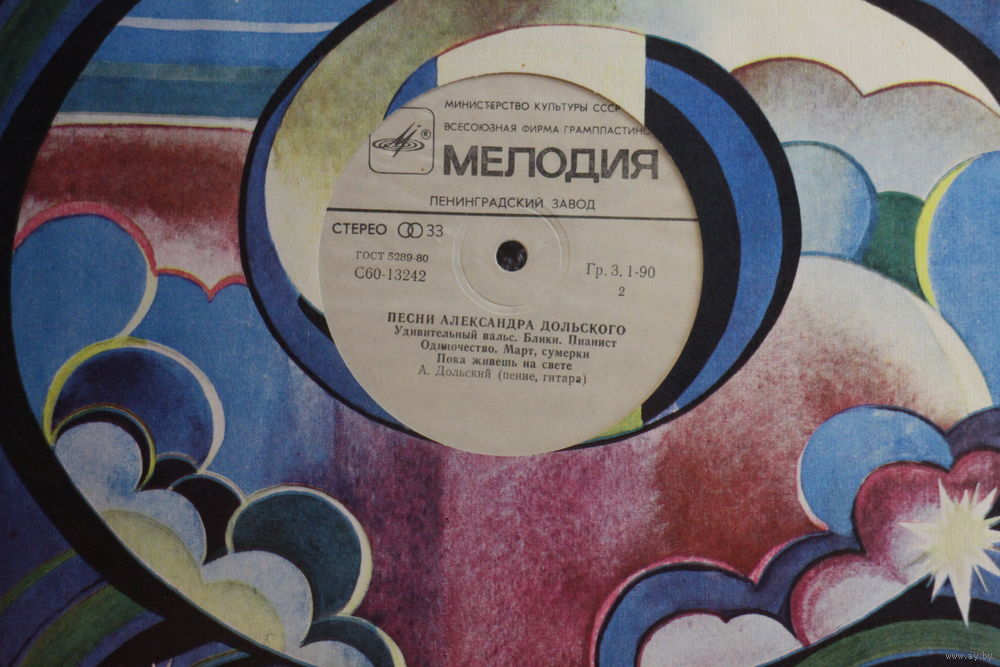 МИНИСТЕРСТВО КУЛЬТУРЫ СССР
ВСЕСОЮЗНАЯ ФИРМА ГРАМПЛАСТИНО
®
МЕЛОДИЯ
ЛЕНИНГРАДСКИЙ ЗАВОД
СТЕРЕО 33
ГОСТ 5289-80
С60-13242
Гр. 3. 1-90
2
ПЕСНИ АЛЕКСАНДРА ДОЛЬСКОГО
Удивительный вальс. Блики. Пианист
Одиночество. Март, сумерки
Пока живешь на свете
А. Дольский (пение, гитара)
www.ay.by